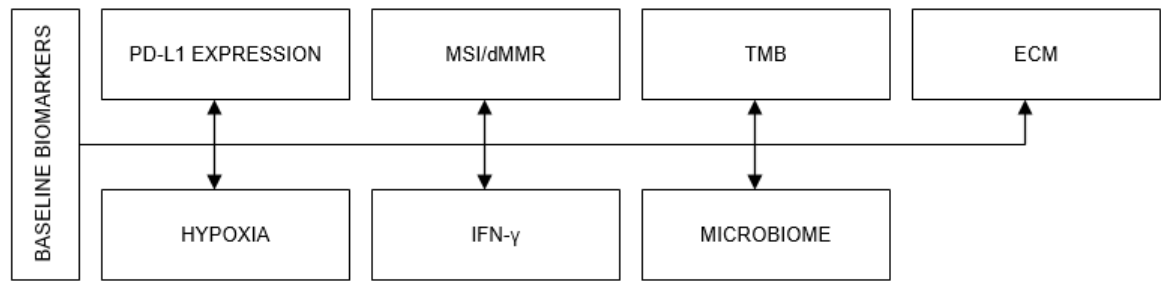 BASELINE BIOMARKERS
PD-L1 EXPRESSION
MSI/dMMR
TMB
ECM
HYPOXIA
IFN-γ
MICROBIOME